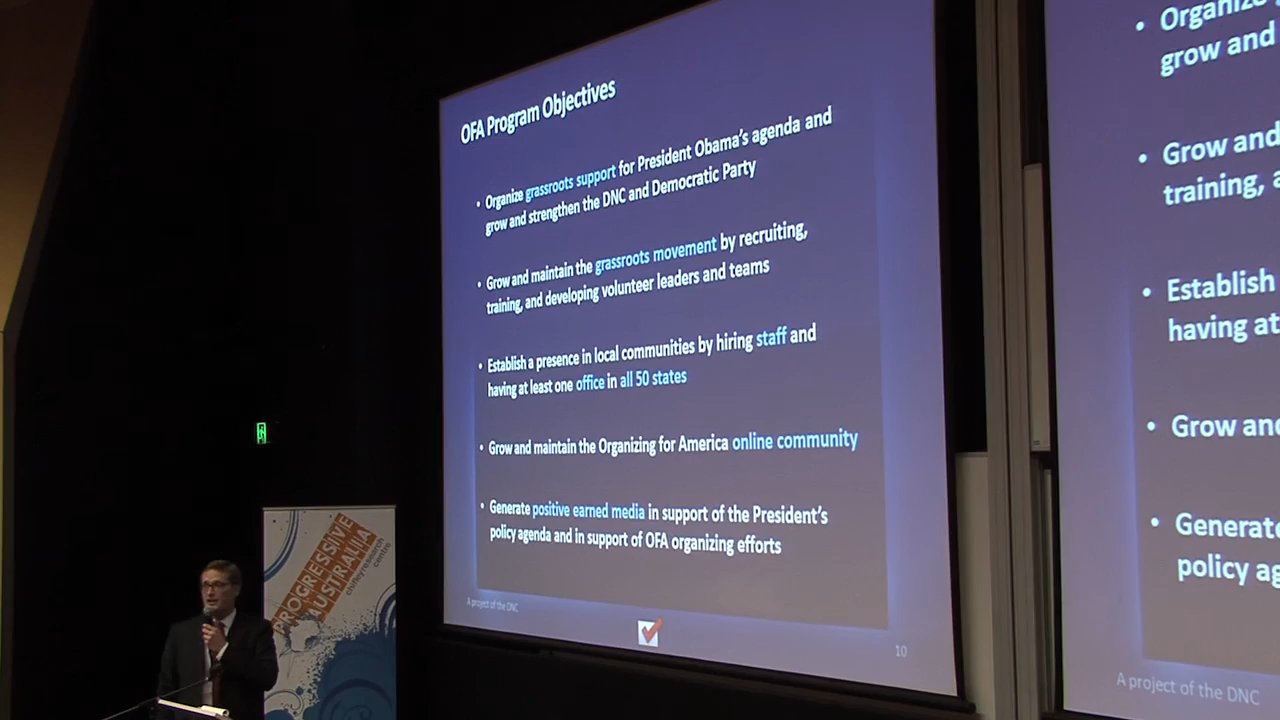 OFA Program Objectives
• Organize grassroots support for President Obama's agenda and
grow and strengthen the DNC and Democratic Party
• Grow and maintain the grassroots movement by recruiting,
training, and developing volunteer leaders and teams
• Establish a presence in local communities by hiring staff and
having at least one office in all 50 states
• Grow and maintain the Organizing for America online community
• Generate positive earned media in support of the President's
policy agenda and in support of OFA organizing efforts
A project of the DNC
10
• Organize
grow and
• Grow and
training,
• Establish
having at
• Grow and
• Generate
policy
A project of the DNC
PROGRESSIVE
AUSTRALIA
chifleyresearch
centre